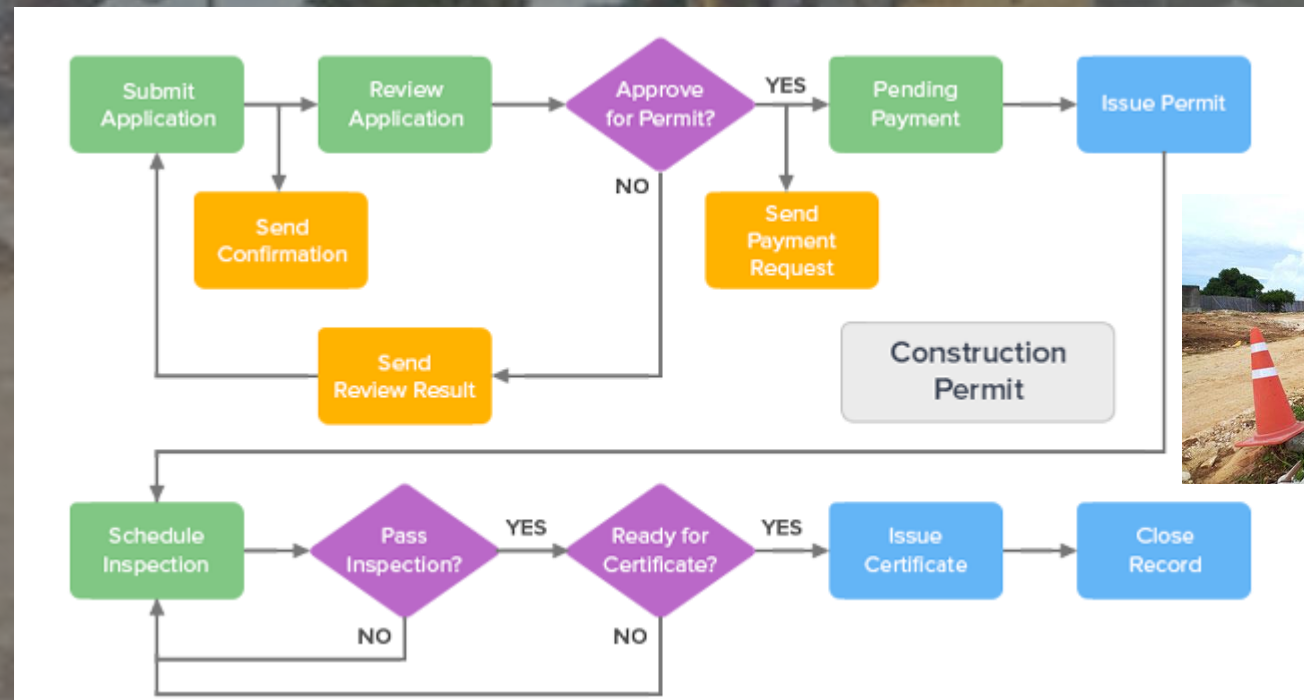 Submit
Application
Review
Application
Approve
for Permit?
YES
Pending
Payment
Issue Permit
NO
Send
Confirmation
Send
Payment
Request
Send
Review Result
Construction
Permit
Schedule
Inspection
Pass
Inspection?
YES
Ready for
Certificate?
YES
Issue
Certificate
Close
Record
NO
NO